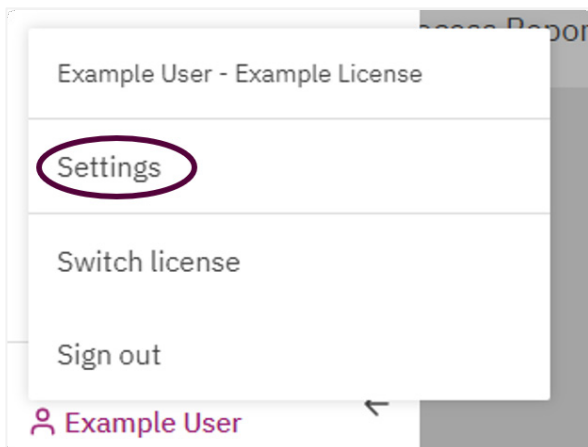 Example User - Example License
Settings
Switch license
Sign out
Example User